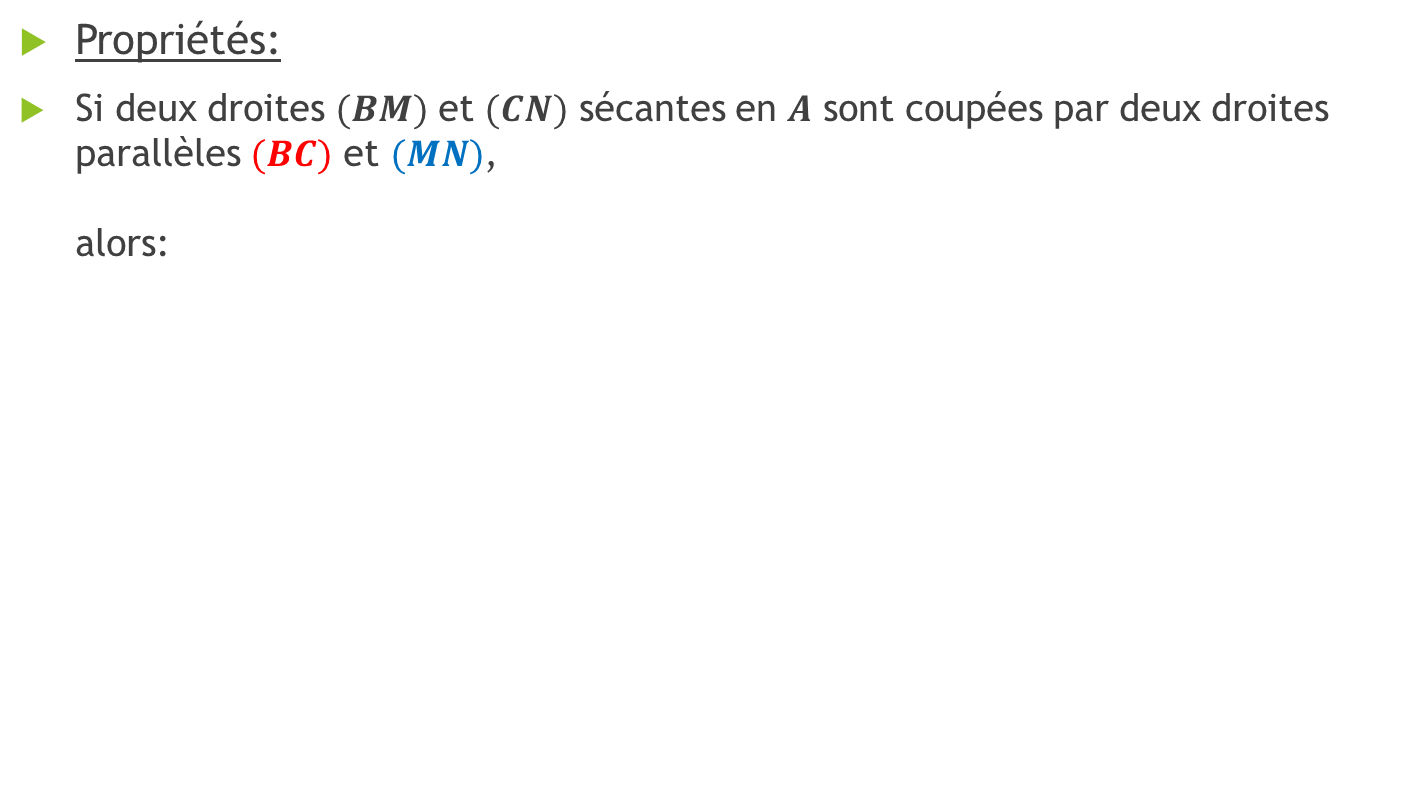 Propriétés:
Si deux droites (BM) et (CN) sécantes en A sont coupées par deux droites
parallèles (BC) et (MN),
alors: